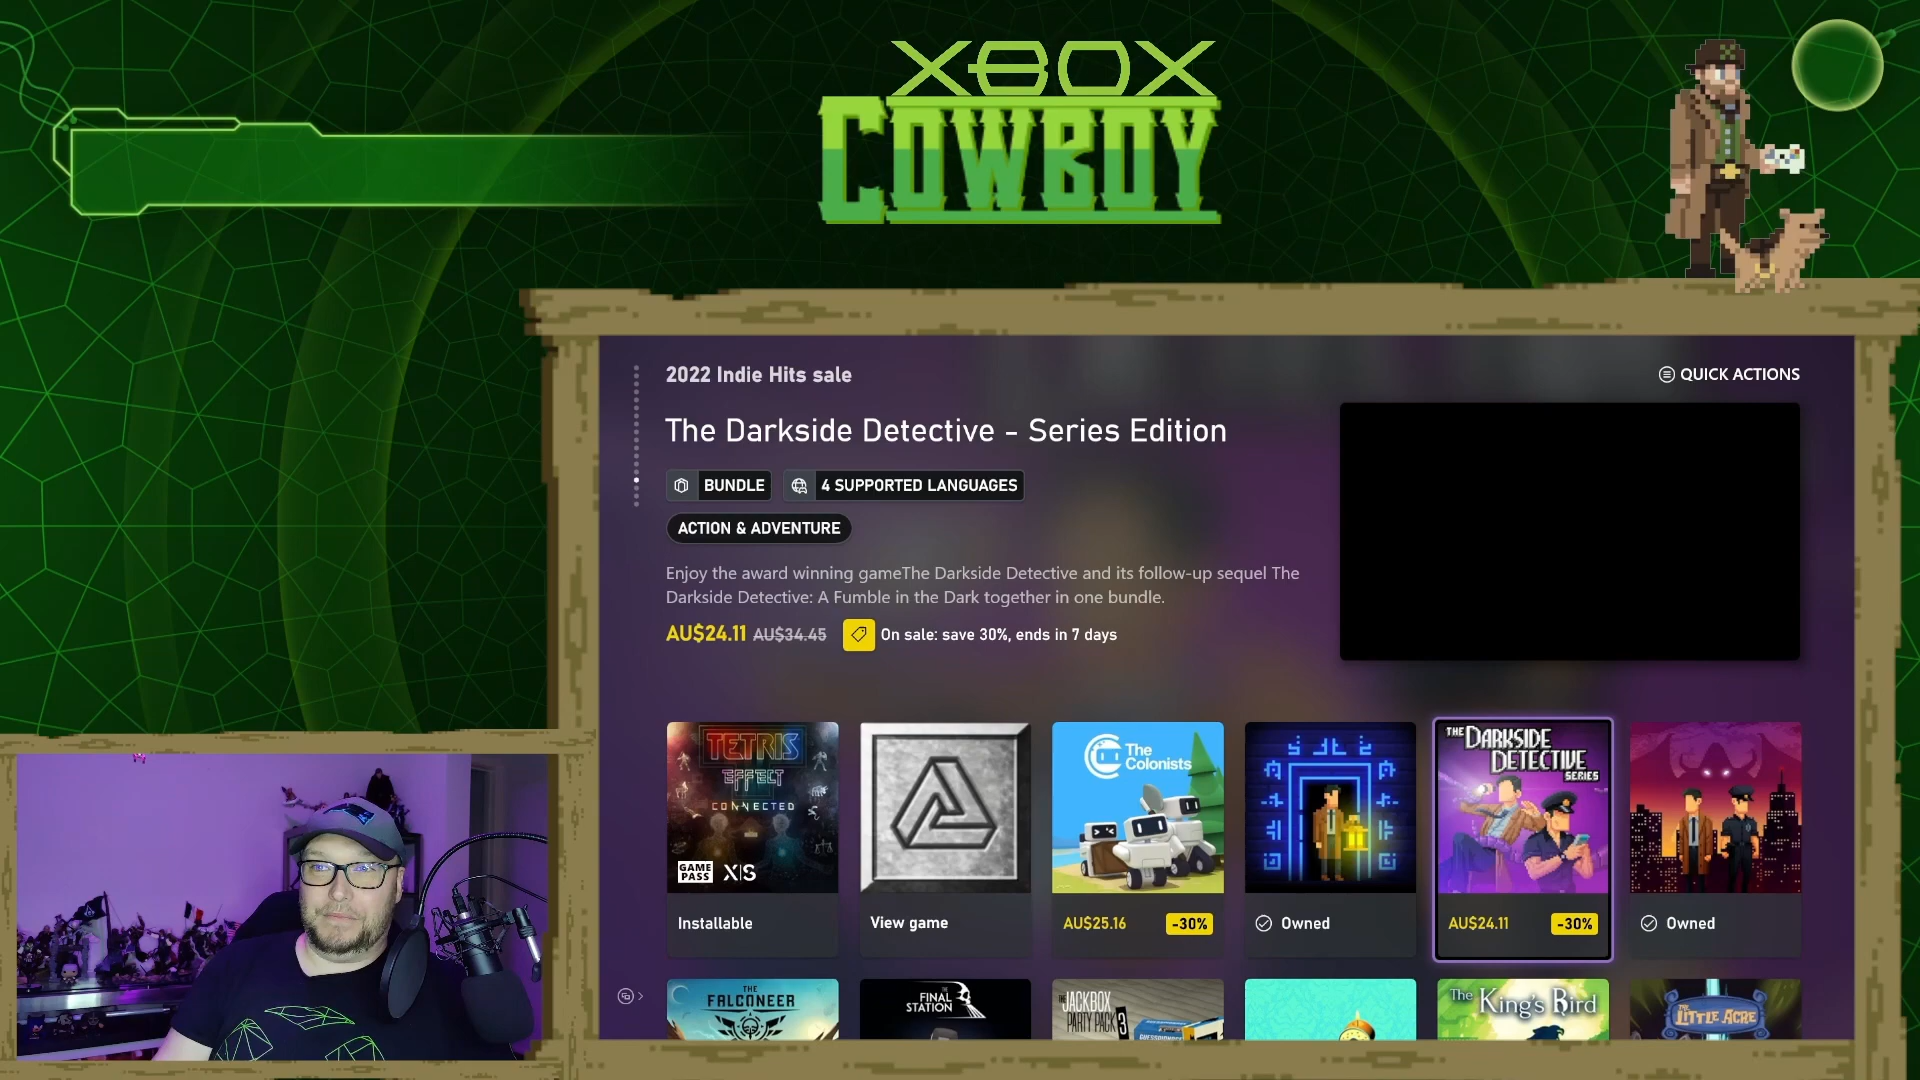 XBOX
COWBOY
2022 Indie Hits sale
QUICK ACTIONS
The Darkside Detective - Series Edition
BUNDLE
4 SUPPORTED LANGUAGES
ACTION & ADVENTURE
Enjoy the award winning gameThe Darkside Detective and its follow-up sequel The
Darkside Detective: A Fumble in the Dark together in one bundle.
AU$24.11 AU$34.45 On sale: save 30%, ends in 7 days
TETRIS
EFFECT
CONNECTED
GAME
PASS
X|S
Installable
View game
The
Colonists
AU$25.16 -30%
Owned
THE
DARKSIDE
DETECTIVE
SERIES
AU$24.11 -30%
Owned
THE
FALCONEER
THE
FINAL
STATION
THE
JACKBOX
PARTY PACK 3
The King's Bird
THE
LITTLE ACRE